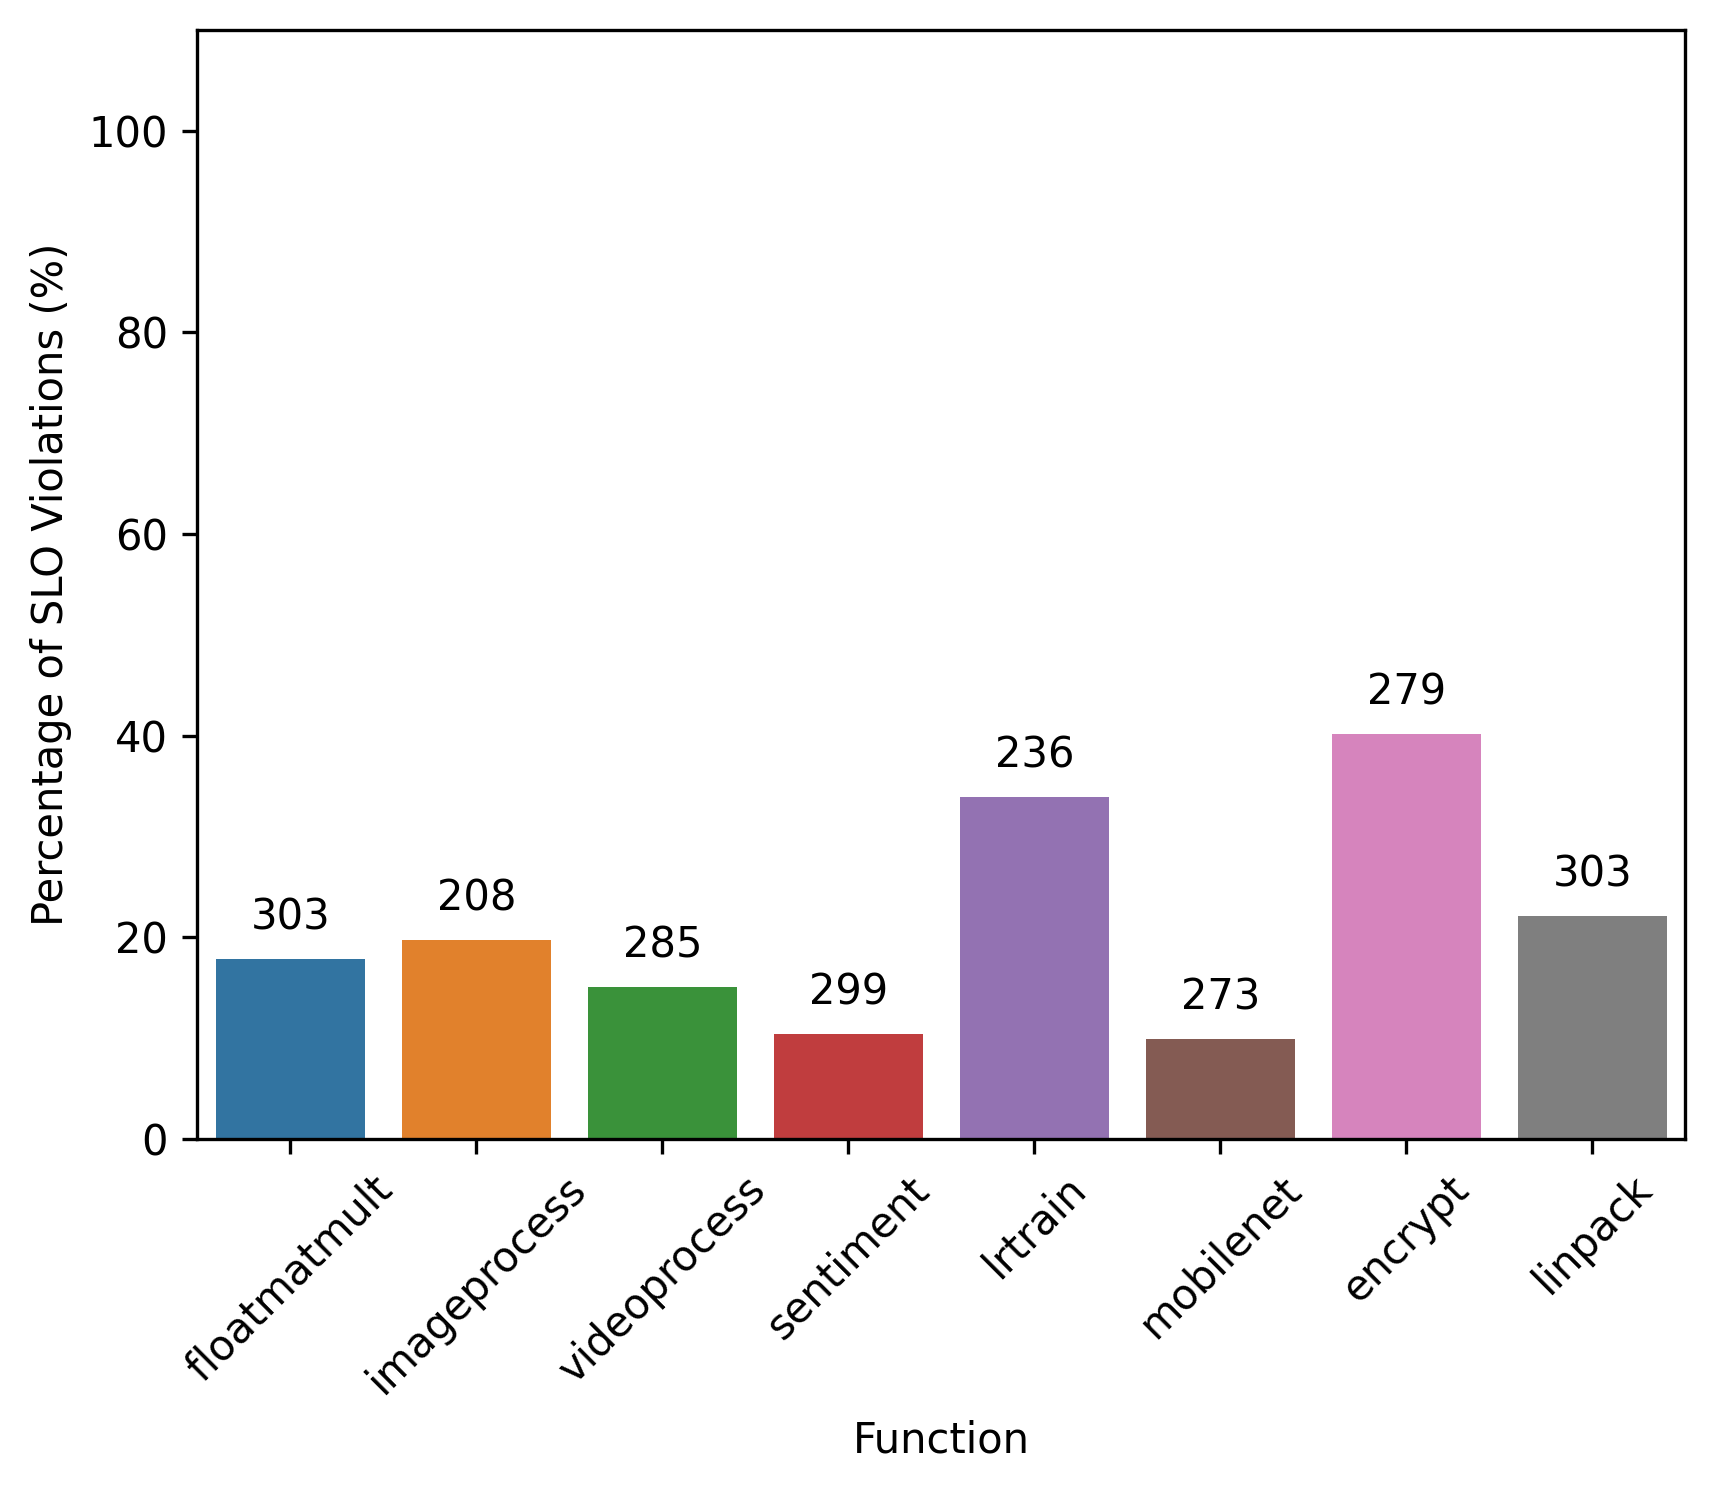 Percentage of SLO Violations (%)
100
80
60
40
20
0
303
208
285
299
236
273
279
303
floatmatmult
imageprocess
videoprocess
sentiment
lrtrain
mobilenet
encrypt
linpack
Function